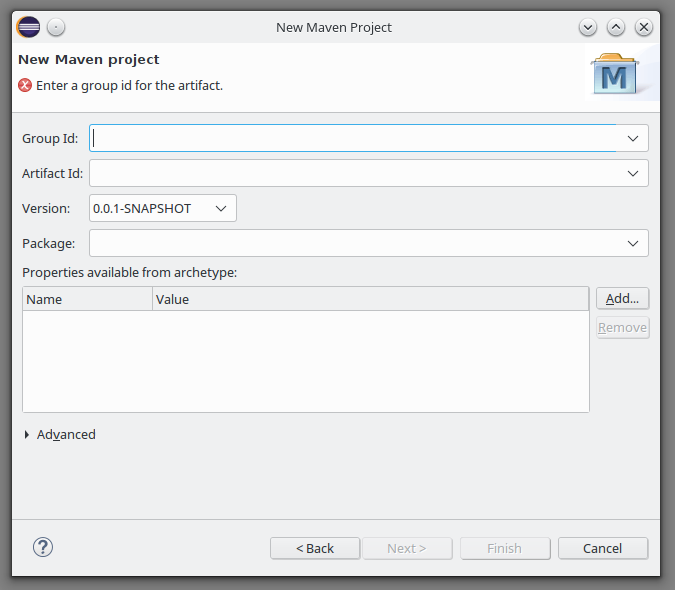 New Maven Project
New Maven project
Enter a group id for the artifact.
M
Group Id:
Artifact Id:
Version: 0.0.1-SNAPSHOT
Package:
Properties available from archetype:
Name Value
Add...
Remove
Advanced
? < Back Next > Finish Cancel